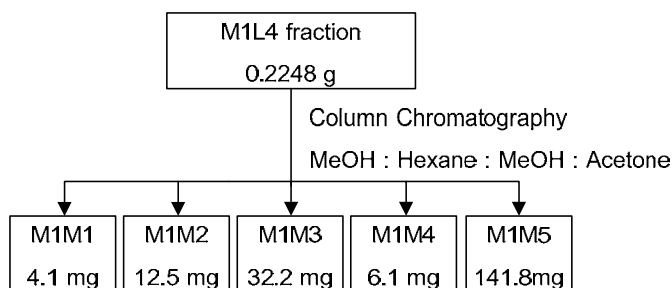 M1L4 fraction
0.2248 g
Column Chromatography
MeOH : Hexane : MeOH : Acetone
M1M1 M1M2 M1M3 M1M4 M1M5
4.1 mg 12.5 mg 32.2 mg 6.1 mg 141.8mg